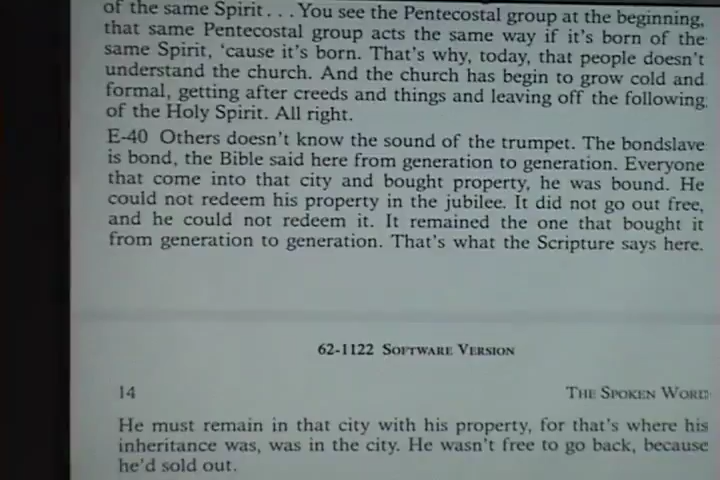 of the same Spirit. . . You see the Pentecostal group at the beginning,
that same Pentecostal group acts the same way if it's born of the
same Spirit, 'cause it's born. That's why, today, that people doesn't
understand the church. And the church has begin to grow cold and
formal, getting after creeds and things and leaving off the following
of the Holy Spirit. All right.
E-40 Others doesn't know the sound of the trumpet. The bondslave
is bond, the Bible said here from generation to generation. Everyone
that come into that city and bought property, he was bound. He
could not redeem his property in the jubilee. It did not go out free,
and he could not redeem it. It remained the one that bought it
from generation to generation. That's what the Scripture says here.
62-1122 SOFTWARE VERSION
14 THE SPOKEN WORD
He must remain in that city with his property, for that's where his
inheritance was, was in the city. He wasn't free to go back, because
he'd sold out.